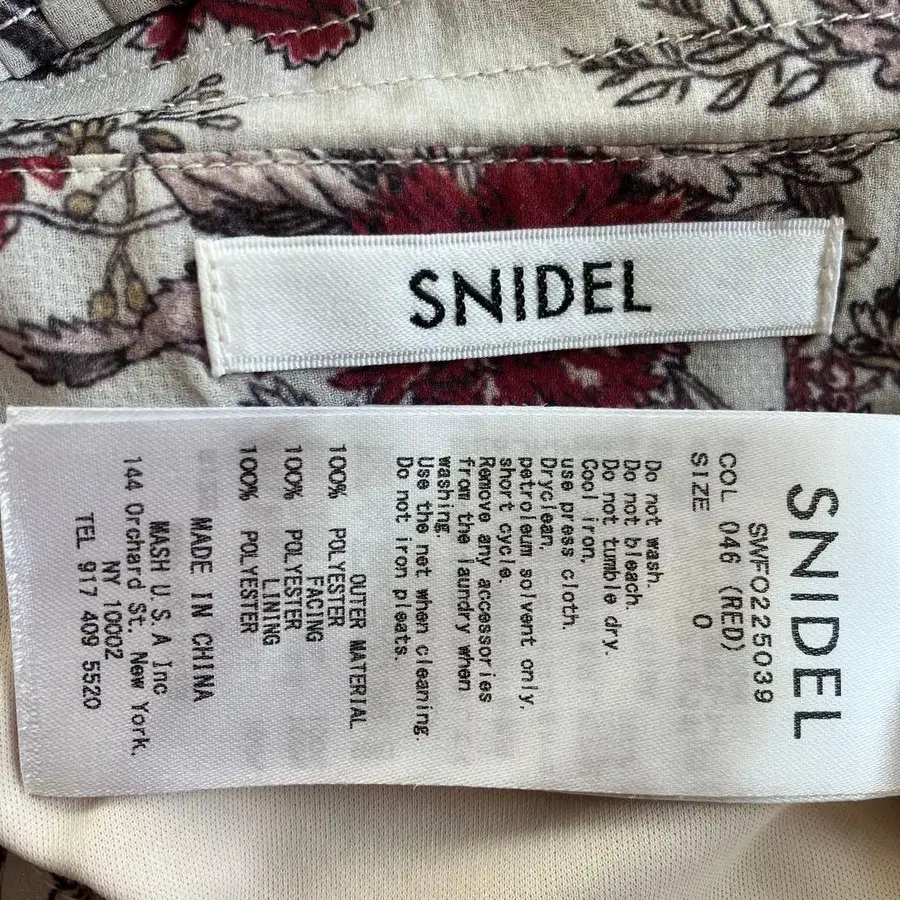 SNIDEL
SNIDEL
SWFO225039
COL 046 (RED)
SIZE 0
Do not wash.
Do not bleach.
Do not tumble dry.
Cool iron,
use press cloth.
Dryclean,
petroleum solvent only.
short cycle.
Remove any accessories
from the laundry when
washing.
Use the net when cleaning.
Do not iron pleats.
OUTER MATERIAL
100% POLYESTER
FACING
100% POLYESTER
LINING
100% POLYESTER
MADE IN CHINA
MASH U.S.A Inc
144 Orchard St. New York.
NY 10002
TEL 917 409 5520